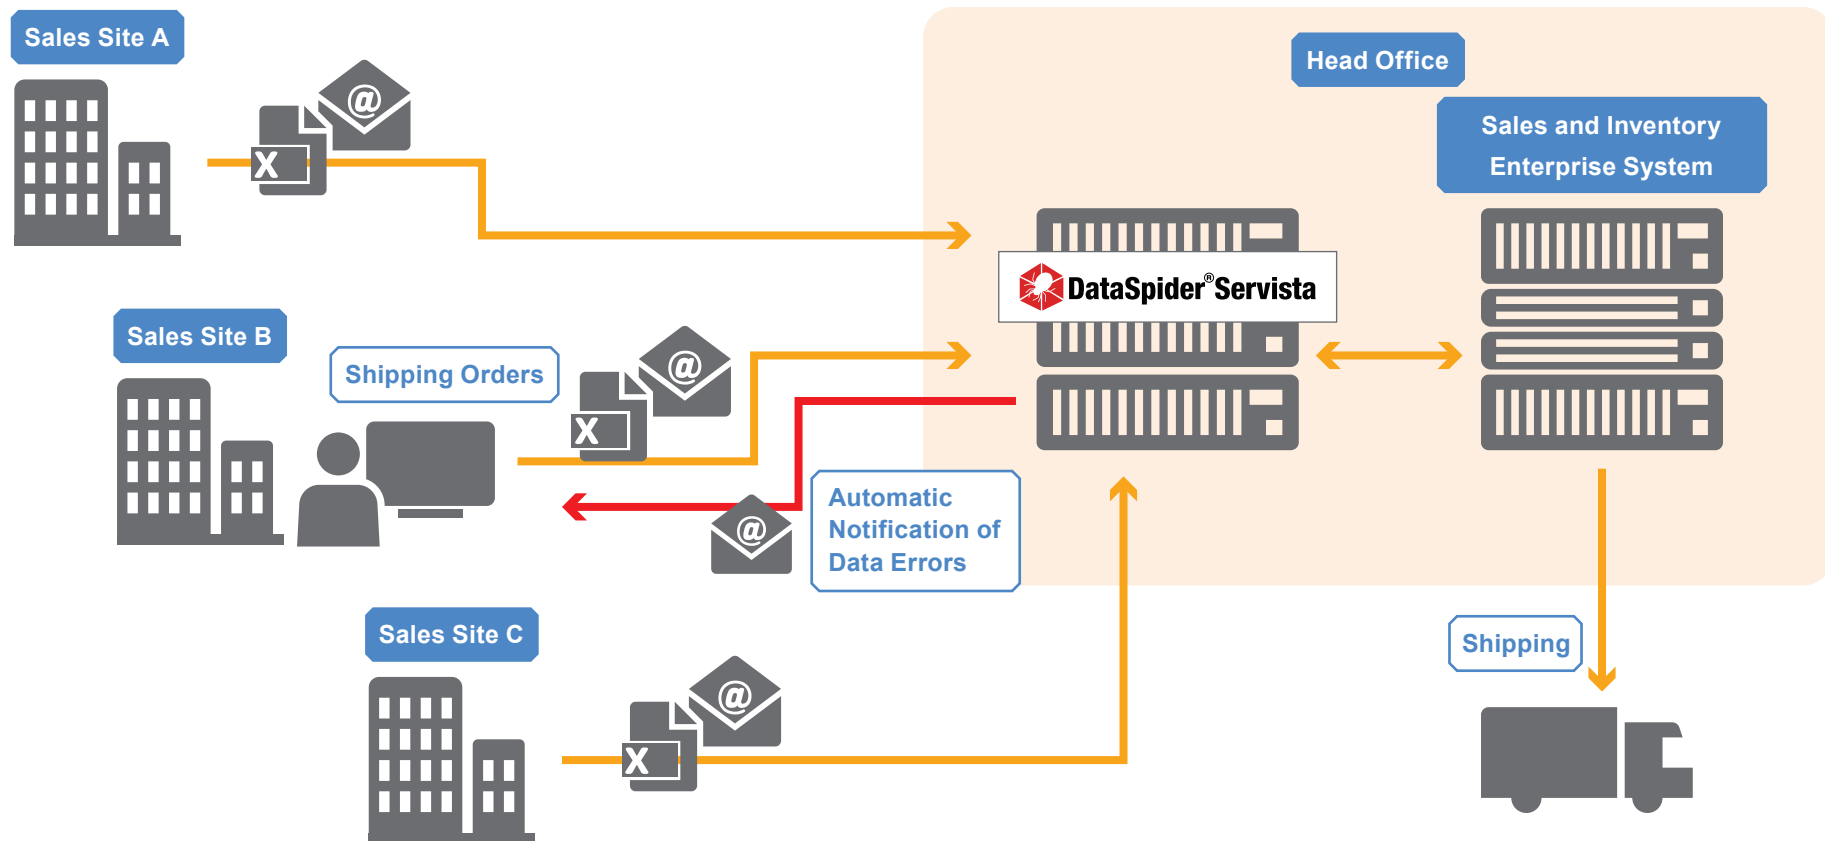 Sales Site A
@
X
Head Office
Sales and Inventory
Enterprise System
DataSpider®Servista
Sales Site B
Shipping Orders
@
X
@
Automatic
Notification of
Data Errors
Sales Site C
@
X
Shipping